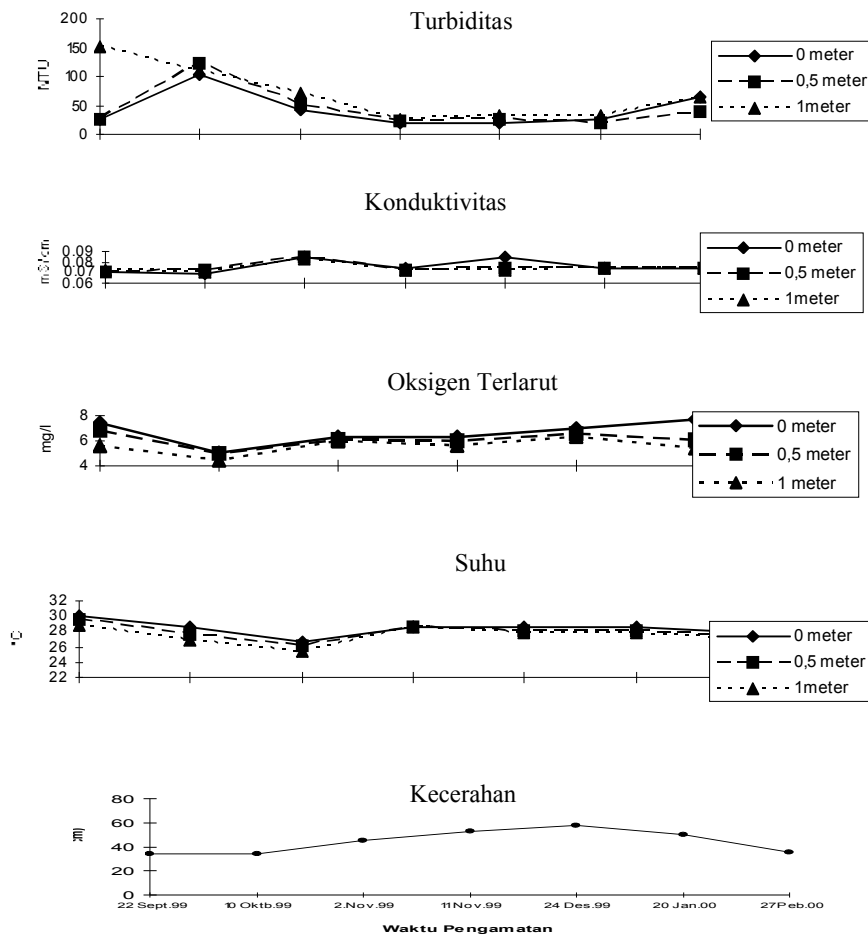 Turbiditas
200
150
100
50
0
NTU
0 meter
0,5 meter
1meter
Konduktivitas
0.09
0.08
0.07
0.06
0 meter
0,5 meter
1meter
Oksigen Terlarut
8
6
4
mg/l
0 meter
0,5 meter
1 meter
Suhu
32
30
28
26
24
22
°C
0 meter
0,5 meter
1meter
Kecerahan
80
60
40
20
0
22 Sept.99 10 Oktb.99 2.Nov.99 11 Nov.99 24 Des.99 20 Jan.00 27Peb.00
Waktu Pengamatan